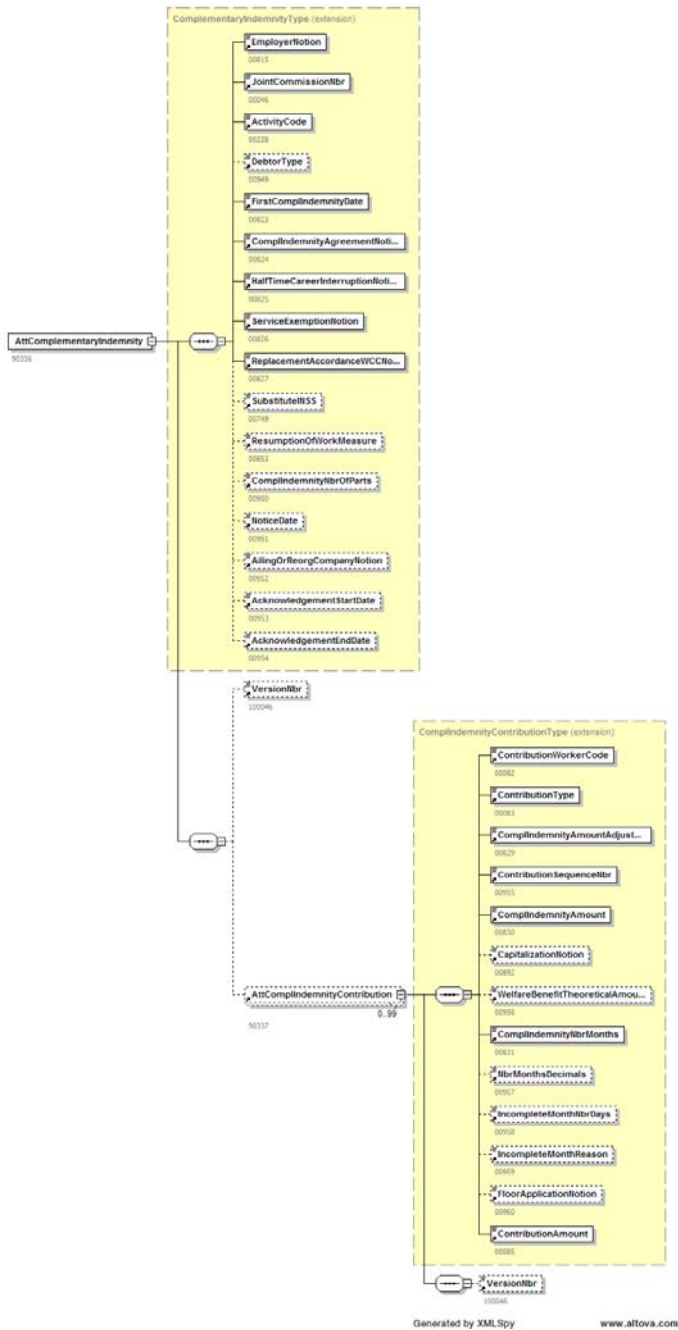 ComplementaryIndemnityType (extension)
EmployerNotion
00815
JointCommissionNbr
00046
ActivityCode
00228
DebtorType
00949
FirstComplIndemnityDate
00823
ComplIndemnityAgreementNoti...
00824
HalfTimeCareerInterruptionNoti...
00825
ServiceExemptionNotion
00826
AttComplementaryIndemnity
90336
ReplacementAccordanceWCCNo...
00827
SubstituteINSS
00749
ResumptionOfWorkMeasure
00853
ComplIndemnityNbrOfParts
00950
NoticeDate
00951
AilingOrReorgCompanyNotion
00952
AcknowledgementStartDate
00953
AcknowledgementEndDate
00954
VersionNbr
100046
ComplIndemnityContributionType (extension)
ContributionWorkerCode
00082
ContributionType
00083
ComplIndemnityAmountAdjust...
00829
ContributionSequenceNbr
00955
ComplIndemnityAmount
00830
CapitalizationNotion
00892
AttComplIndemnityContribution
0..99
90337
WelfareBenefitTheoreticalAmou...
00956
ComplIndemnityNbrMonths
00831
NbrMonthsDecimals
00957
IncompleteMonthNbrDays
00958
IncompleteMonthReason
00959
FloorApplicationNotion
00960
ContributionAmount
00085
VersionNbr
100046
Generated by XMLSpy www.altova.com